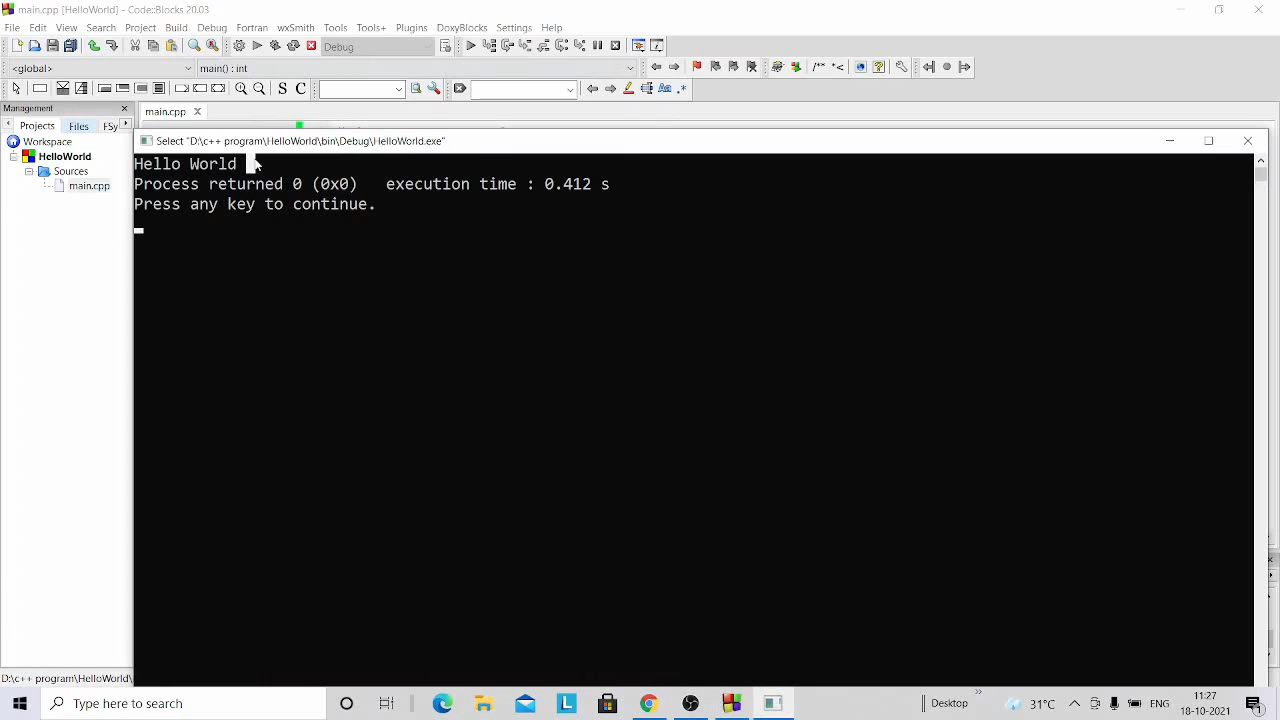 main.cpp [HelloWorld] - Code::Blocks 20.03
File Edit View Search Project Build Debug Fortran wxSmith Tools Tools+ Plugins DoxyBlocks Settings Help
Debug
<global> main() : int
S C
Management
main.cpp
Projects Files FSy
Workspace
HelloWorld
Sources
main.cpp
Select "D:\c++ program\HelloWorld\bin\Debug\HelloWorld.exe"
Hello World
Process returned 0 (0x0) execution time : 0.412 s
Press any key to continue.
D:\c++ program\HelloWorld\
Type here to search
L
Desktop
31°C
ENG
11:27
18-10-2021
1